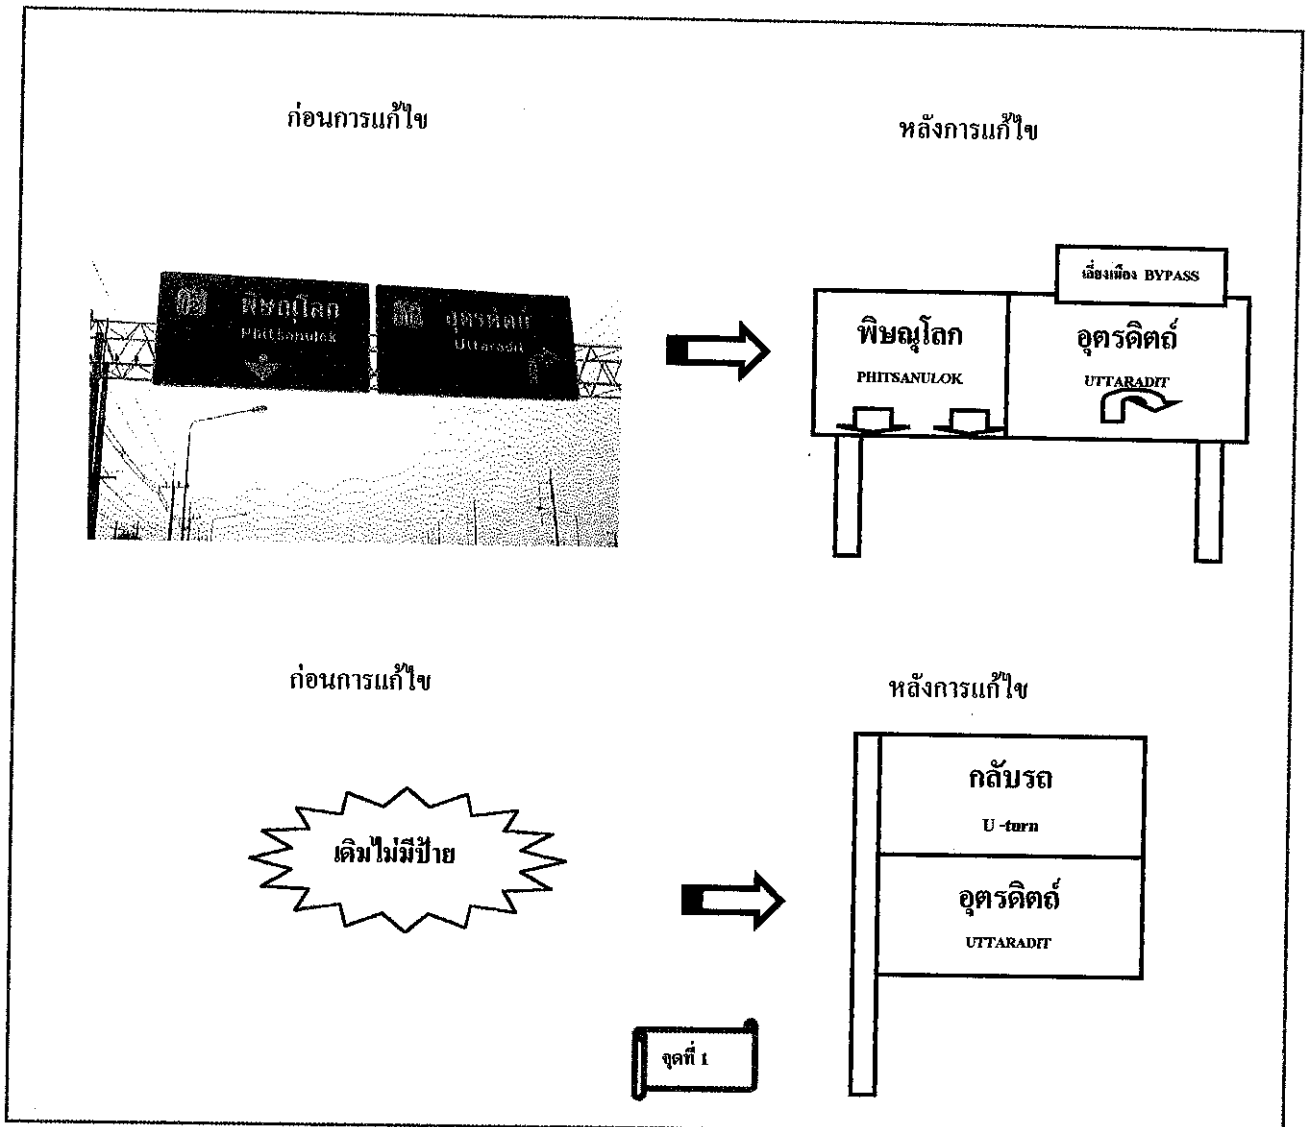 ก่อนการแก้ไข
หลังการแก้ไข
พิษณุโลก
Phitsanulok
อุตรดิตถ์
Uttaradit
เลี่ยงเมือง BYPASS
พิษณุโลก
PHITSANULOK
อุตรดิตถ์
UTTARADIT
ก่อนการแก้ไข
หลังการแก้ไข
เดิมไม่มีป้าย
กลับรถ
U -turn
อุตรดิตถ์
UTTARADIT
จุดที่ 1